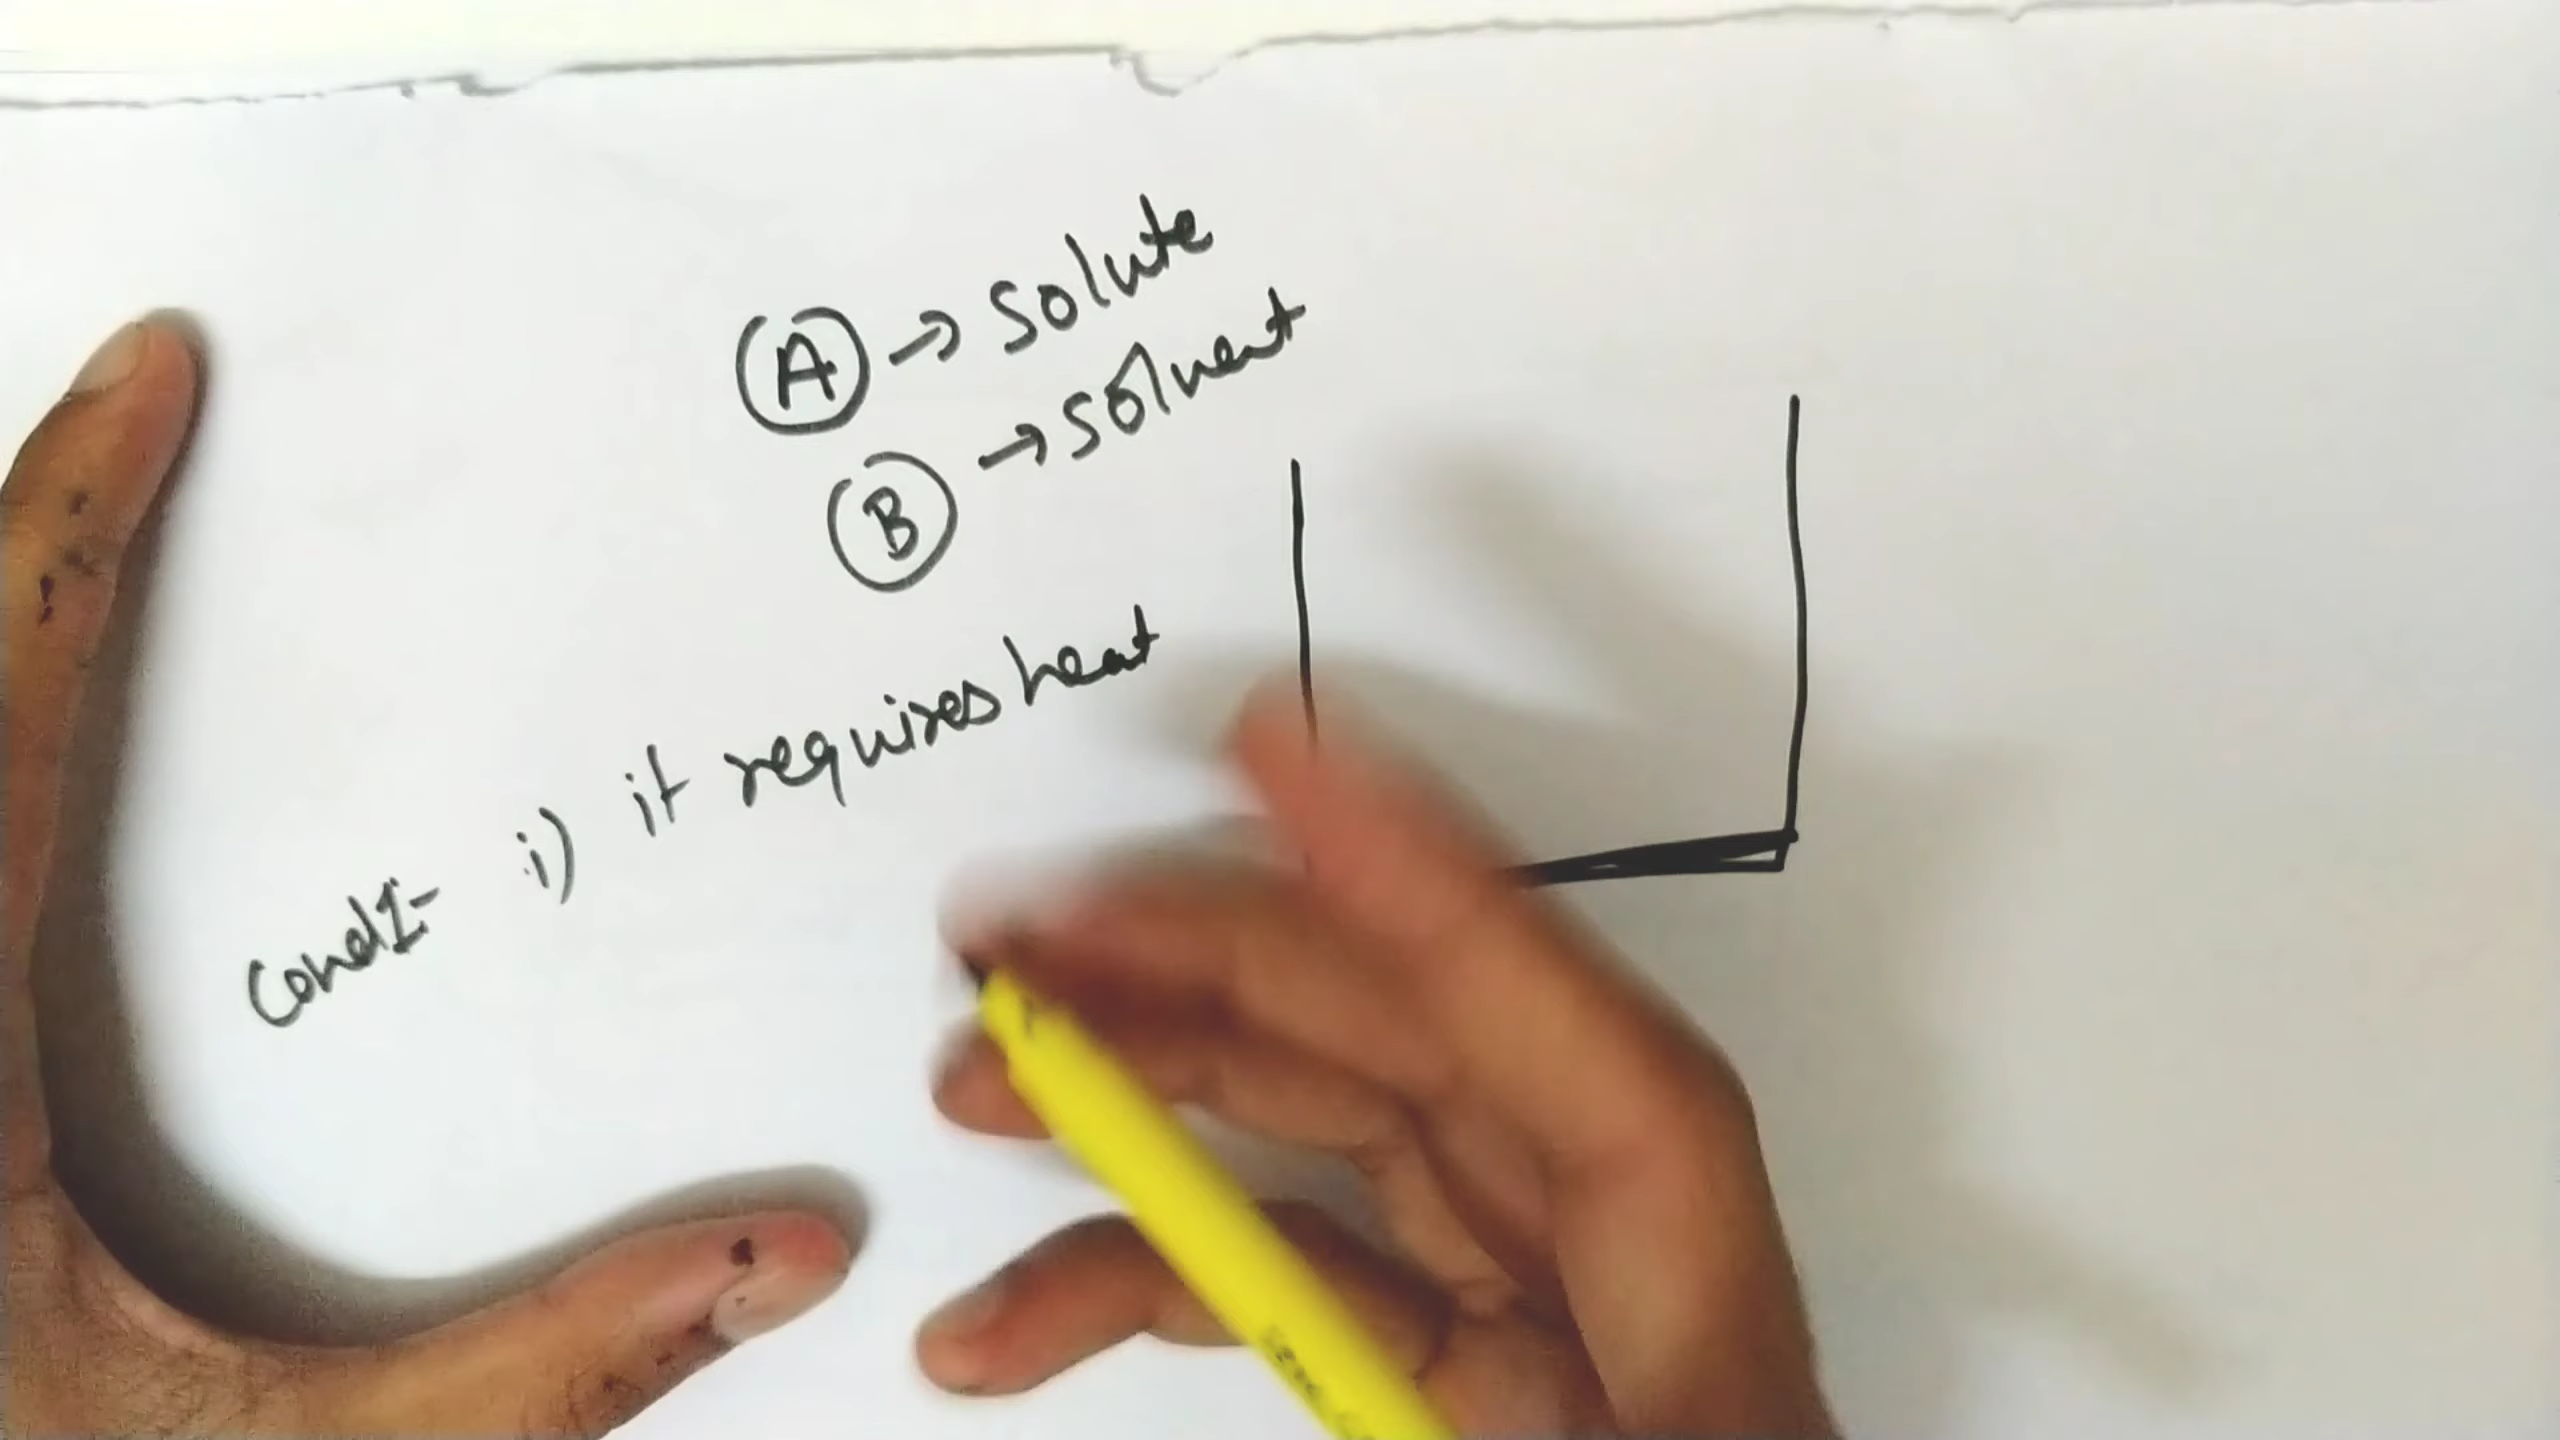 A → solute
B → solvent
Cond I- i) it requires heat